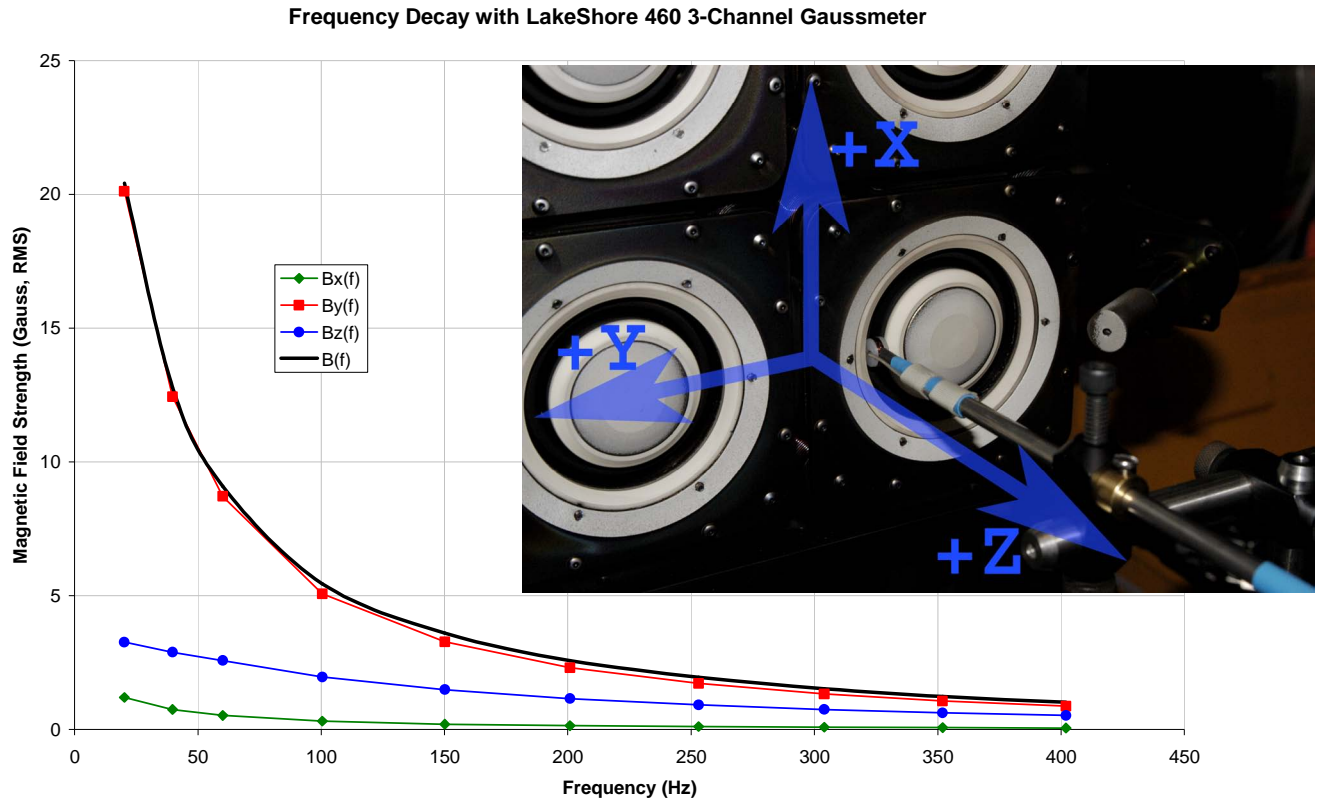 Frequency Decay with LakeShore 460 3-Channel Gaussmeter
25
20
15
10
5
0
Magnetic Field Strength (Gauss, RMS)
Bx(f)
By(f)
Bz(f)
B(f)
+X
+Y
+Z
0 50 100 150 200 250 300 350 400 450
Frequency (Hz)